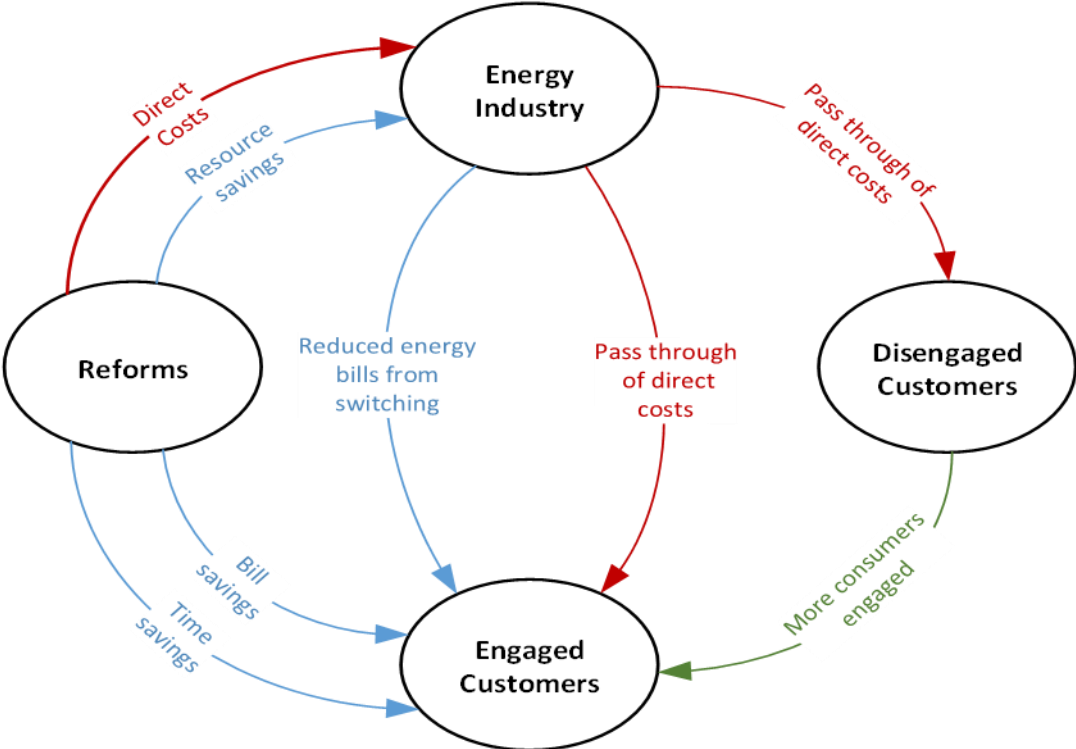 Energy
Industry
Direct
Costs
Resource
savings
Pass through of
direct costs
Reforms
Reduced energy
bills from
switching
Pass through
of direct
costs
Disengaged
Customers
Bill
savings
Time
savings
More consumers
engaged
Engaged
Customers